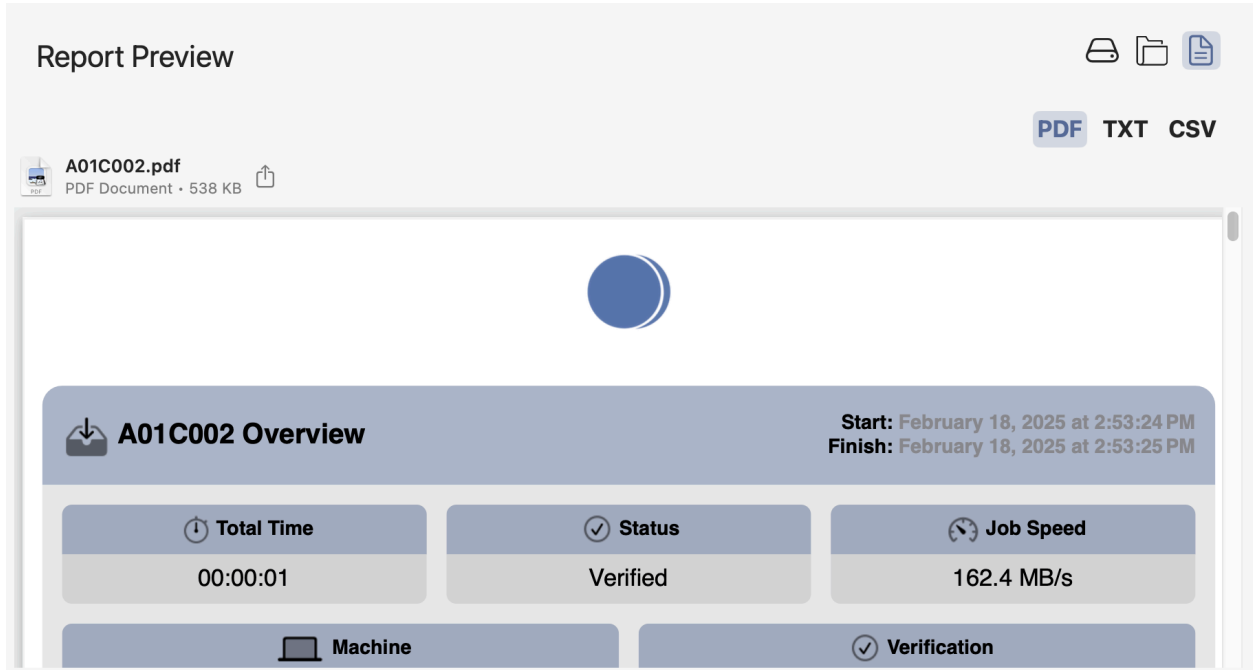 Report Preview
PDF TXT CSV
A01C002.pdf
PDF Document • 538 KB
PDF
A01C002 Overview
Start: February 18, 2025 at 2:53:24 PM
Finish: February 18, 2025 at 2:53:25 PM
Total Time
00:00:01
Status
Verified
Job Speed
162.4 MB/s
Machine
Verification